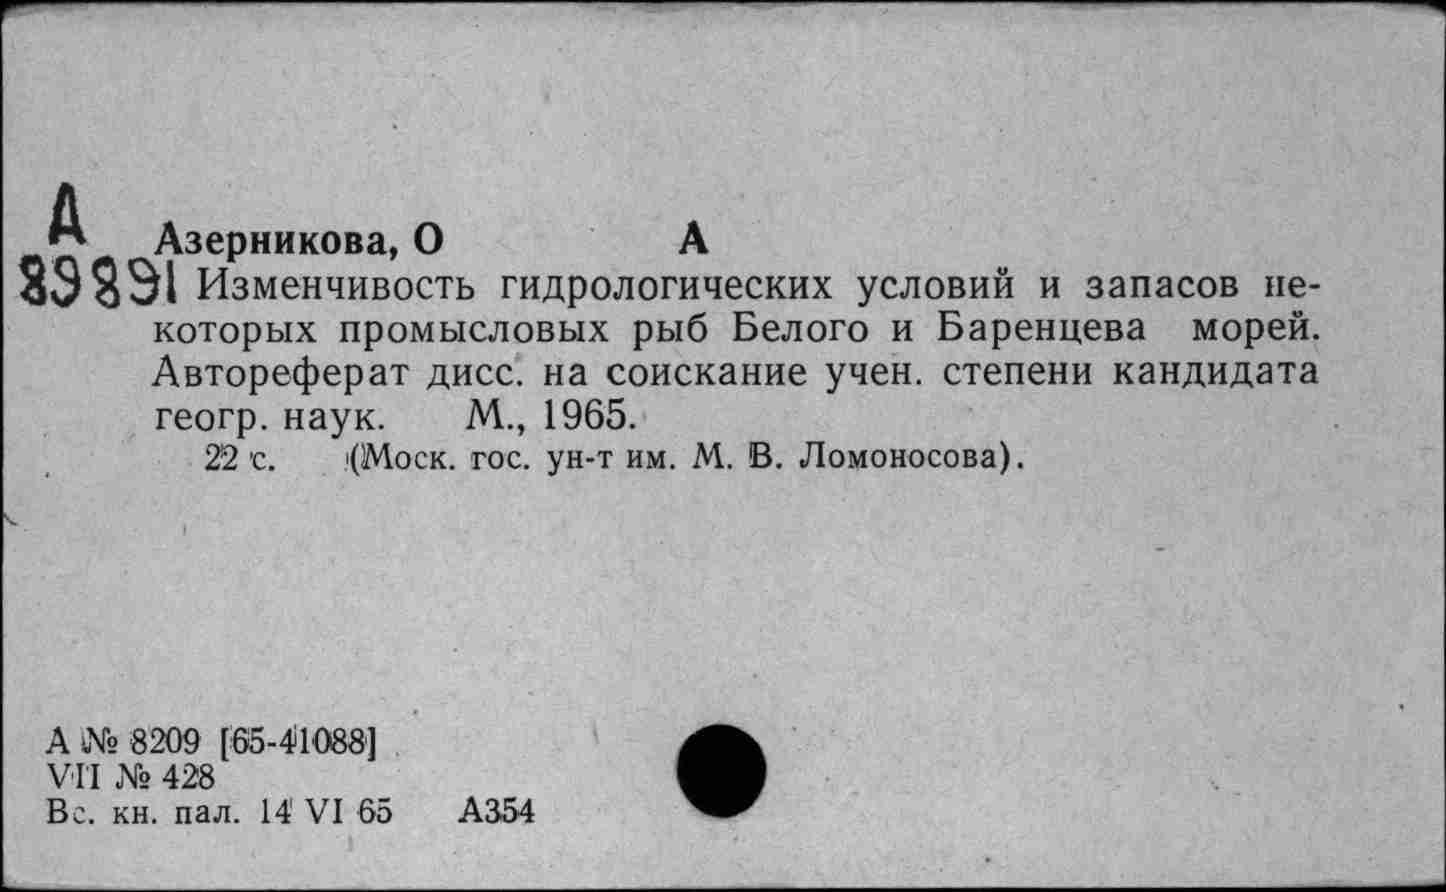 А
Азерникова, О А
89891 Изменчивость гидрологических условий и запасов не-
которых промысловых рыб Белого и Баренцева морей.
Автореферат дисс. на соискание учен. степени кандидата
геогр. наук. М., 1965.
22 с. (Моск. гос. ун-т им. М. В. Ломоносова).
А № 8209 [65-41088]
VII № 428
Вс. кн. пал. 14 VI 65 А354